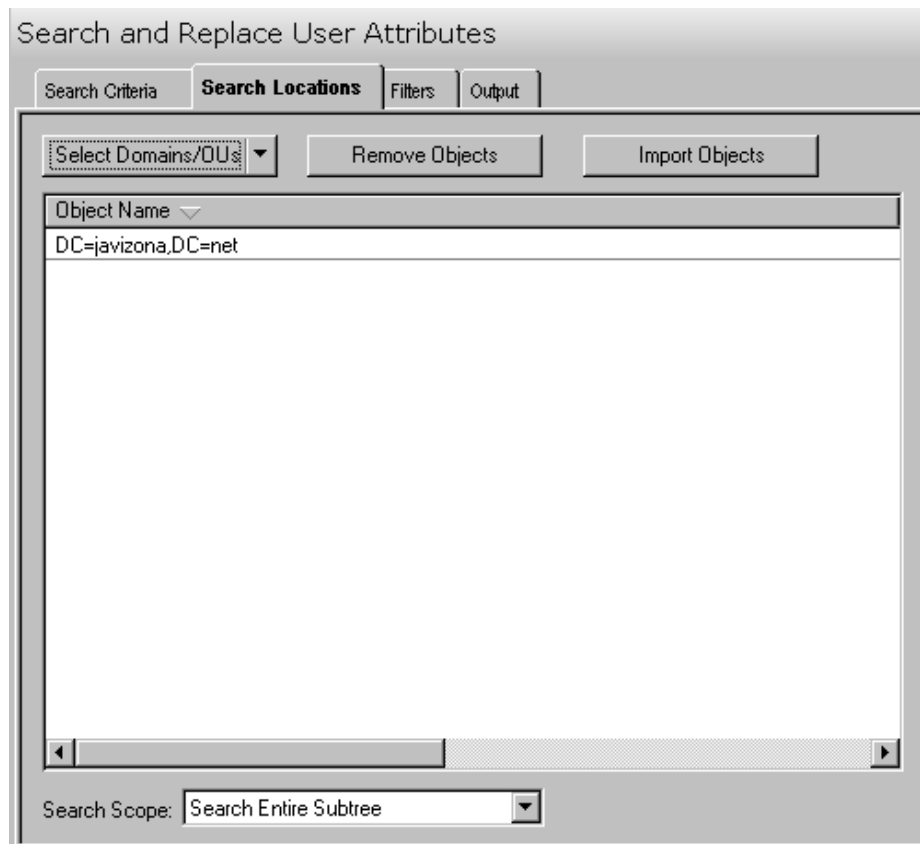 Search and Replace User Attributes
Search Criteria Search Locations Filters Output
Select Domains/OUs Remove Objects Import Objects
Object Name
DC=javizona,DC=net
Search Scope: Search Entire Subtree